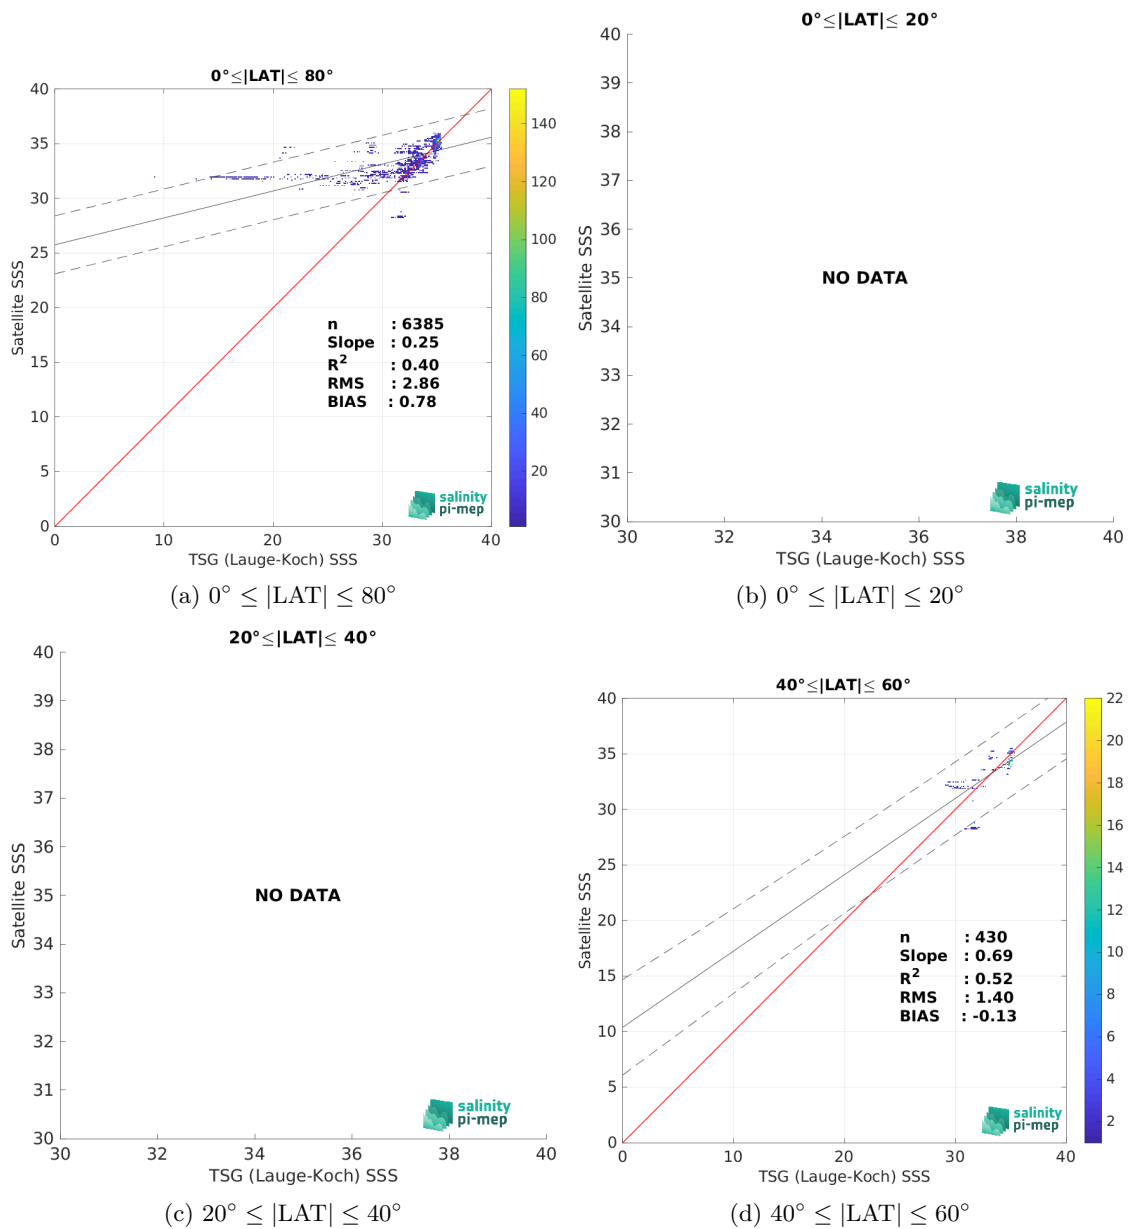 0°≤|LAT|≤ 80°
40
35
30
25
20
15
10
5
0
Satellite SSS
0
10
20
30
40
TSG (Lauge-Koch) SSS
140
120
100
80
60
40
20
n : 6385
Slope : 0.25
R² : 0.40
RMS : 2.86
BIAS : 0.78
salinity
pi-mep
(a) 0° ≤ |LAT| ≤ 80°
0°≤|LAT|≤ 20°
40
39
38
37
36
35
34
33
32
31
30
Satellite SSS
NO DATA
30
32
34
36
38
40
TSG (Lauge-Koch) SSS
salinity
pi-mep
(b) 0° ≤ |LAT| ≤ 20°
20°≤|LAT|≤ 40°
40
39
38
37
36
35
34
33
32
31
30
Satellite SSS
NO DATA
30
32
34
36
38
40
TSG (Lauge-Koch) SSS
salinity
pi-mep
(c) 20° ≤ |LAT| ≤ 40°
40°≤|LAT|≤ 60°
40
35
30
25
20
15
10
5
0
Satellite SSS
0
10
20
30
40
TSG (Lauge-Koch) SSS
22
20
18
16
14
12
10
8
6
4
2
n : 430
Slope : 0.69
R² : 0.52
RMS : 1.40
BIAS : -0.13
salinity
pi-mep
(d) 40° ≤ |LAT| ≤ 60°